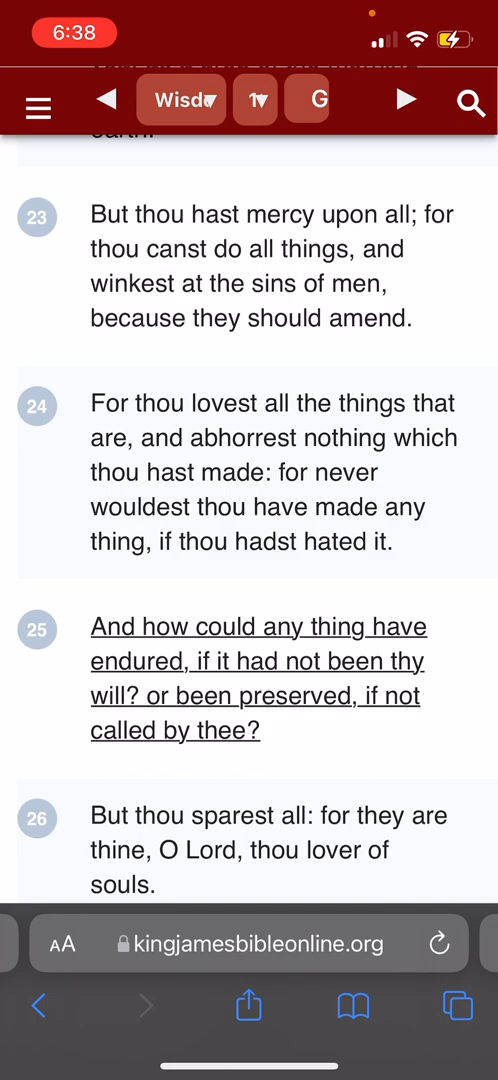 6:38
Wisd
1
G
23
But thou hast mercy upon all; for
thou canst do all things, and
winkest at the sins of men,
because they should amend.
24
For thou lovest all the things that
are, and abhorrest nothing which
thou hast made: for never
wouldest thou have made any
thing, if thou hadst hated it.
25
And how could any thing have
endured, if it had not been thy
will? or been preserved, if not
called by thee?
26
But thou sparest all: for they are
thine, O Lord, thou lover of
souls.
AA
kingjamesbibleonline.org